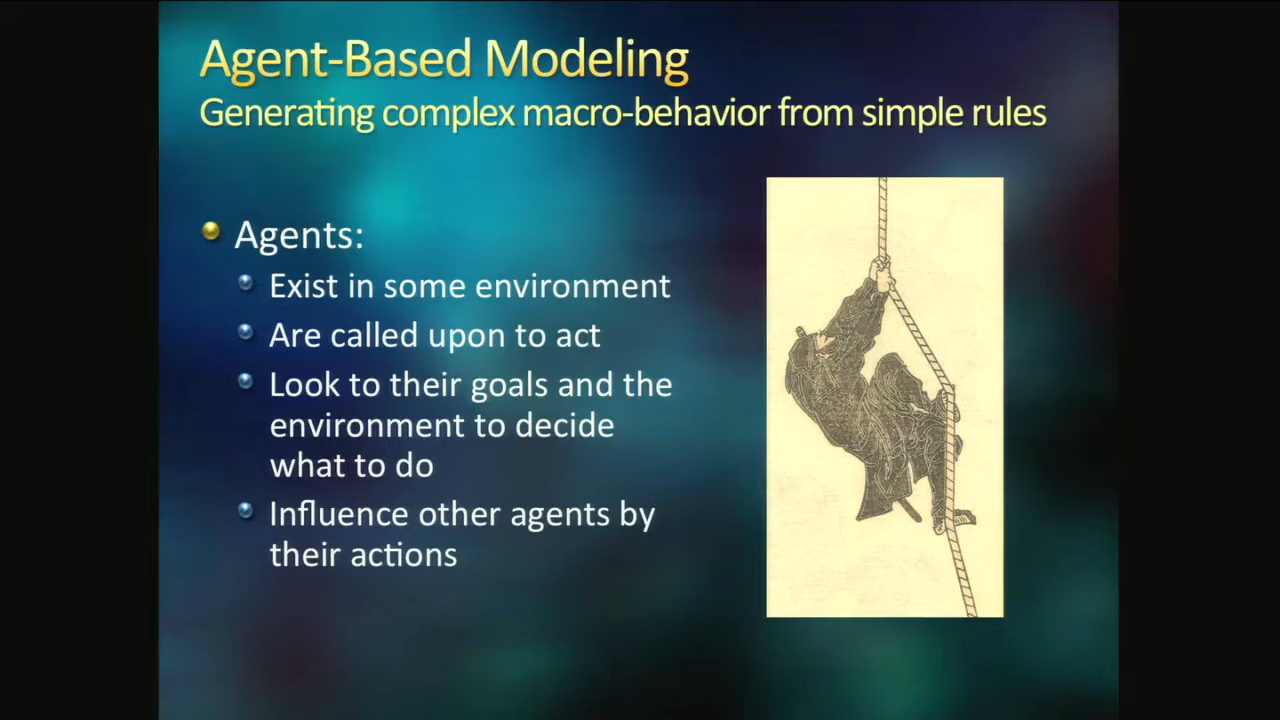 Agent-Based Modeling
Generating complex macro-behavior from simple rules
Agents:
Exist in some environment
Are called upon to act
Look to their goals and the
environment to decide
what to do
Influence other agents by
their actions